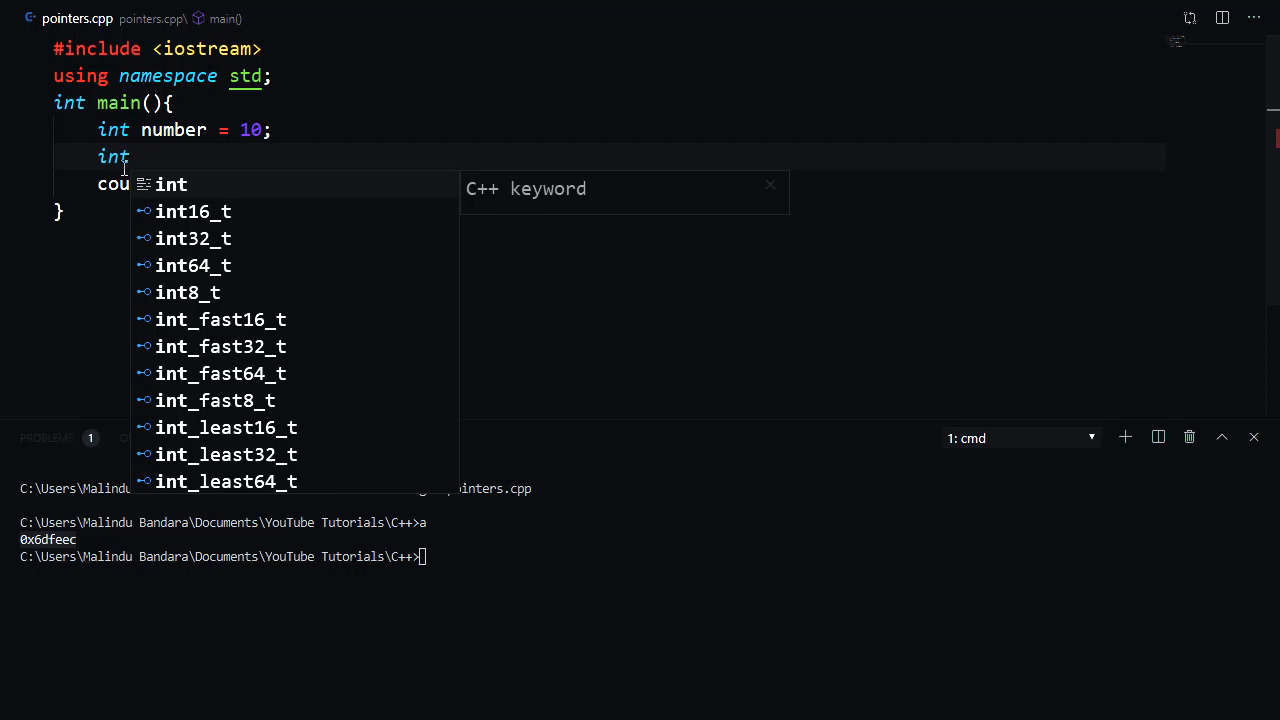 pointers.cpp pointers.cpp\ main()
#include <iostream>
using namespace std;
int main(){
int number = 10;
int
cou
}
int
int16_t
int32_t
int64_t
int8_t
int_fast16_t
int_fast32_t
int_fast64_t
int_fast8_t
int_least16_t
int_least32_t
int_least64_t
C++ keyword
PROBLEMS 1
1: cmd
C:\Users\Malindu pointers.cpp
C:\Users\Malindu Bandara\Documents\YouTube Tutorials\C++>a
0x6dfeec
C:\Users\Malindu Bandara\Documents\YouTube Tutorials\C++>